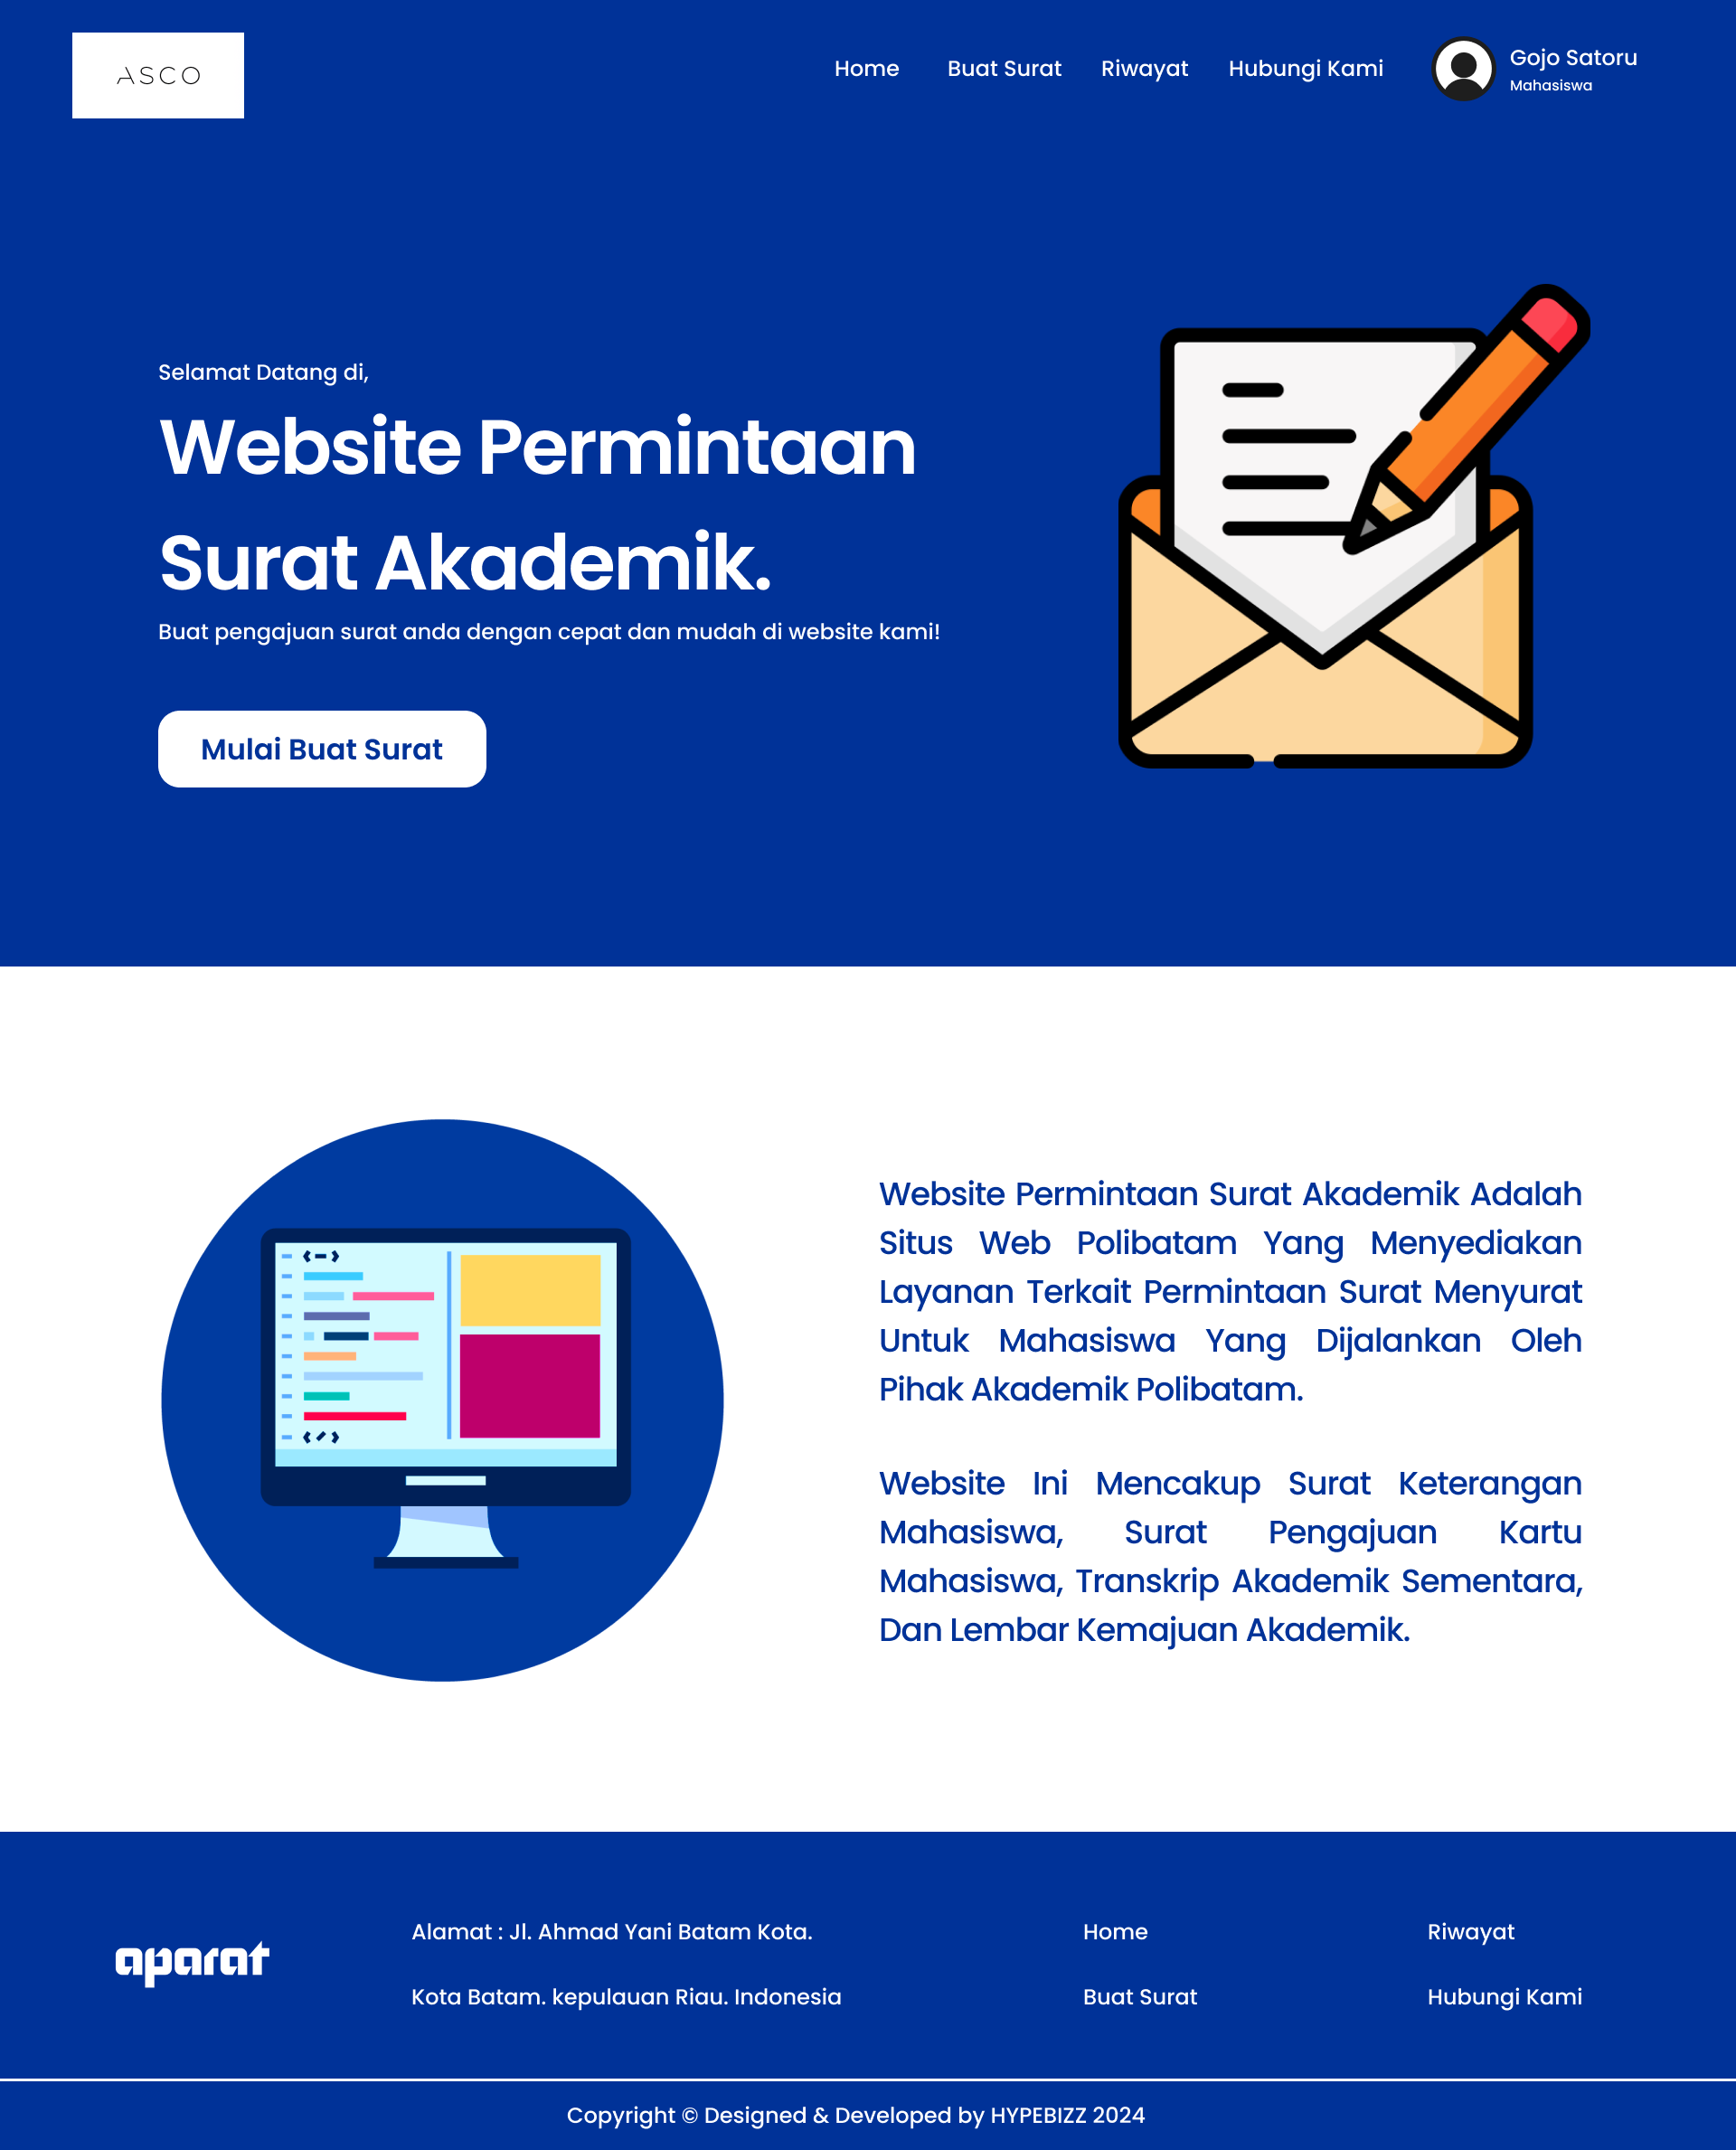 ASCO
Home
Buat Surat
Riwayat
Hubungi Kami
Gojo Satoru
Mahasiswa
Selamat Datang di,
Website Permintaan
Surat Akademik.
Buat pengajuan surat anda dengan cepat dan mudah di website kami!
Mulai Buat Surat
Website Permintaan Surat Akademik Adalah
Situs Web Polibatam Yang Menyediakan
Layanan Terkait Permintaan Surat Menyurat
Untuk Mahasiswa Yang Dijalankan Oleh
Pihak Akademik Polibatam.
Website Ini Mencakup Surat Keterangan
Mahasiswa, Surat Pengajuan Kartu
Mahasiswa, Transkrip Akademik Sementara,
Dan Lembar Kemajuan Akademik.
aparat
Alamat : Jl. Ahmad Yani Batam Kota.
Kota Batam. kepulauan Riau. Indonesia
Home
Buat Surat
Riwayat
Hubungi Kami
Copyright © Designed & Developed by HYPEBIZZ 2024